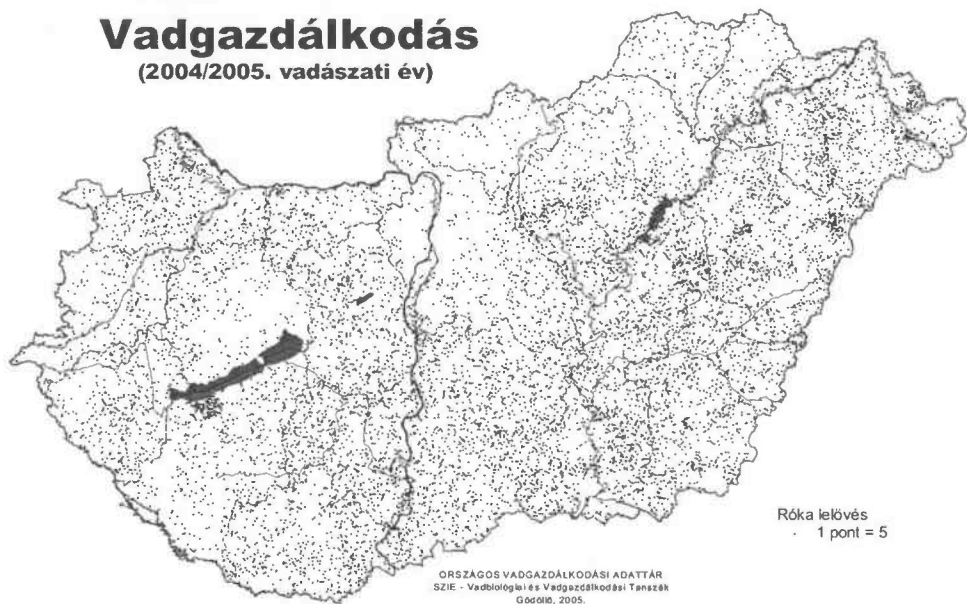 Vadgazdálkodás
(2004/2005. vadászati év)
Róka lelövés
1 pont = 5
ORSZÁGOS VADGAZDÁLKODÁSI ADATTÁR
SZIE - Vadbiológiai és Vadgazdálkodási Tanszék
Gödöllő, 2005.